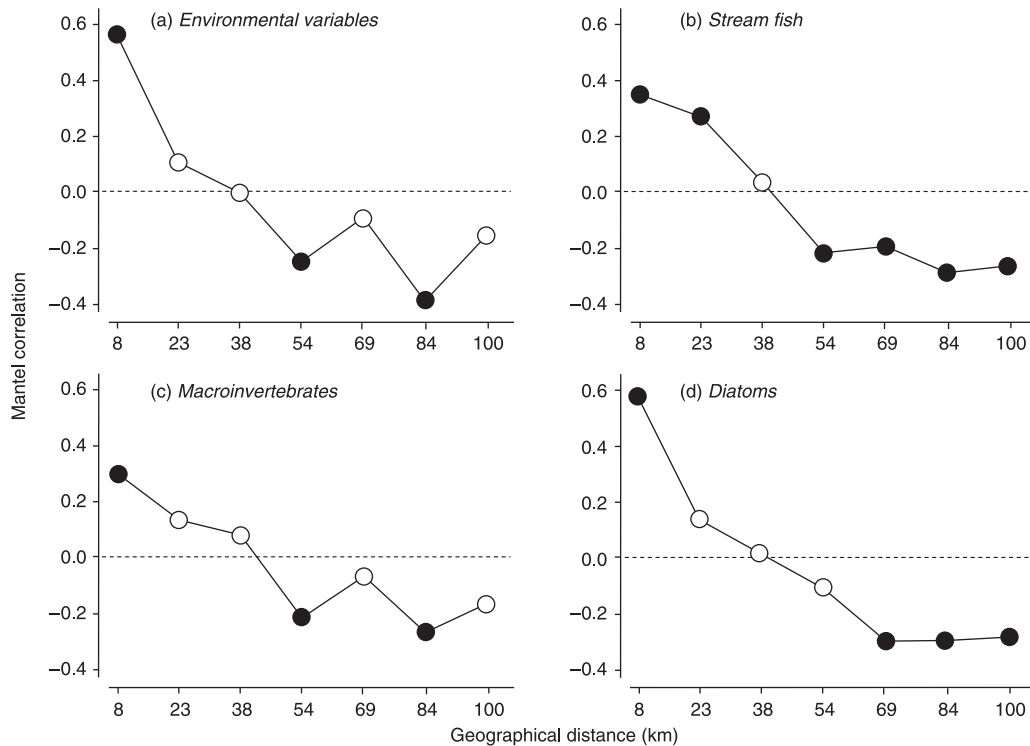 (a) Environmental variables
0.6
0.4
0.2
0.0
−0.2
−0.4
8 23 38 54 69 84 100
(b) Stream fish
0.6
0.4
0.2
0.0
−0.2
−0.4
8 23 38 54 69 84 100
(c) Macroinvertebrates
0.6
0.4
0.2
0.0
−0.2
−0.4
8 23 38 54 69 84 100
(d) Diatoms
0.6
0.4
0.2
0.0
−0.2
−0.4
8 23 38 54 69 84 100
Mantel correlation
Geographical distance (km)